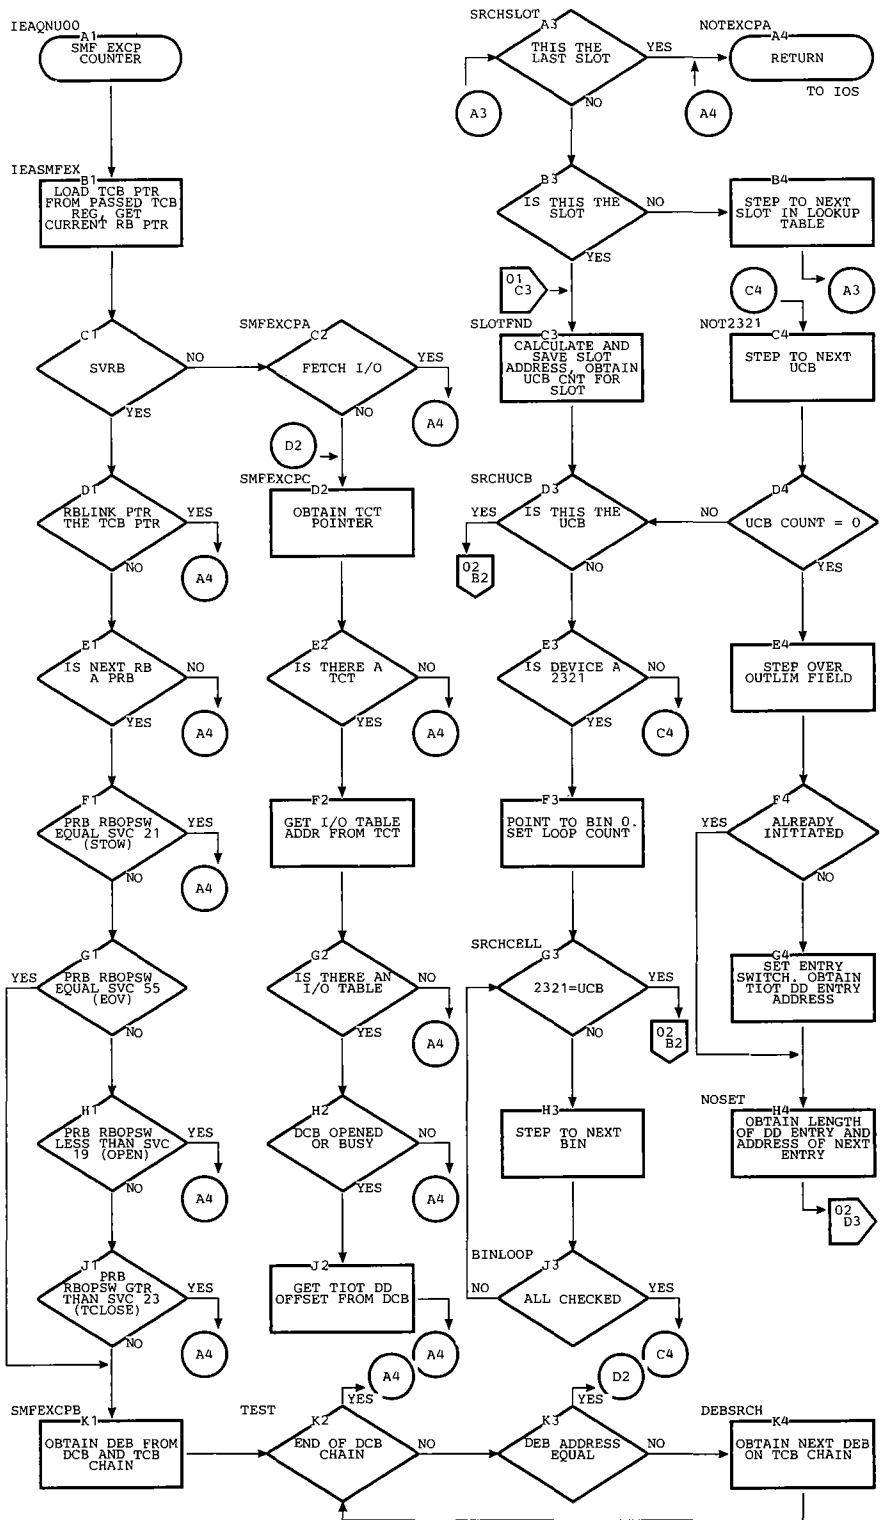 IEAQNU00
A1
SMF EXCP
COUNTER
IEASMFEX
B1
LOAD TCB PTR
FROM PASSED TCB
REG, GET
CURRENT RB PTR
C1
SVRB
NO
YES
D1
RBLINK PTR
THE TCB PTR
YES
A4
NO
E1
IS NEXT RB
A PRB
NO
A4
YES
F1
PRB RBOPSW
EQUAL SVC 21
(STOW)
YES
A4
NO
G1
YES
PRB RBOPSW
EQUAL SVC 55
(EOV)
NO
H1
PRB RBOPSW
LESS THAN SVC
19 (OPEN)
YES
A4
NO
J1
PRB
RBOPSW GTR
THAN SVC 23
(TCLOSE)
YES
A4
NO
SMFEXCPB
K1
OBTAIN DEB FROM
DCB AND TCB
CHAIN
SMFEXCPA
C2
FETCH I/O
YES
A4
NO
D2
SMFEXCPC
D2
OBTAIN TCT
POINTER
E2
IS THERE A
TCT
NO
A4
YES
F2
GET I/O TABLE
ADDR FROM TCT
G2
IS THERE AN
I/O TABLE
NO
A4
YES
H2
DCB OPENED
OR BUSY
NO
A4
YES
J2
GET TIOT DD
OFFSET FROM DCB
A4
A4
TEST
YES
K2
END OF DCB
CHAIN
NO
SRCHSLOT
A3
THIS THE
LAST SLOT
YES
A3
NO
A4
B3
IS THIS THE
SLOT
NO
YES
01
C3
SLOTFND
C3
CALCULATE AND
SAVE SLOT
ADDRESS, OBTAIN
UCB CNT FOR
SLOT
SRCHUCB
D3
YES
IS THIS THE
UCB
02
B2
NO
E3
IS DEVICE A
2321
NO
C4
YES
F3
POINT TO BIN 0.
SET LOOP COUNT
SRCHCELL
G3
2321=UCB
YES
02
B2
NO
H3
STEP TO NEXT
BIN
BINLOOP
J3
NO
ALL CHECKED
YES
C4
D2
YES
K3
DEB ADDRESS
EQUAL
NO
NOTEXCPA
A4
RETURN
TO IOS
B4
STEP TO NEXT
SLOT IN LOOKUP
TABLE
C4
A3
NOT2321
C4
STEP TO NEXT
UCB
D4
NO
UCB COUNT = 0
YES
E4
STEP OVER
OUTLIM FIELD
F4
YES
ALREADY
INITIATED
NO
G4
SET ENTRY
SWITCH. OBTAIN
TIOT DD ENTRY
ADDRESS
NOSET
H4
OBTAIN LENGTH
OF DD ENTRY AND
ADDRESS OF NEXT
ENTRY
02
D3
DEBSRCH
K4
OBTAIN NEXT DEB
ON TCB CHAIN